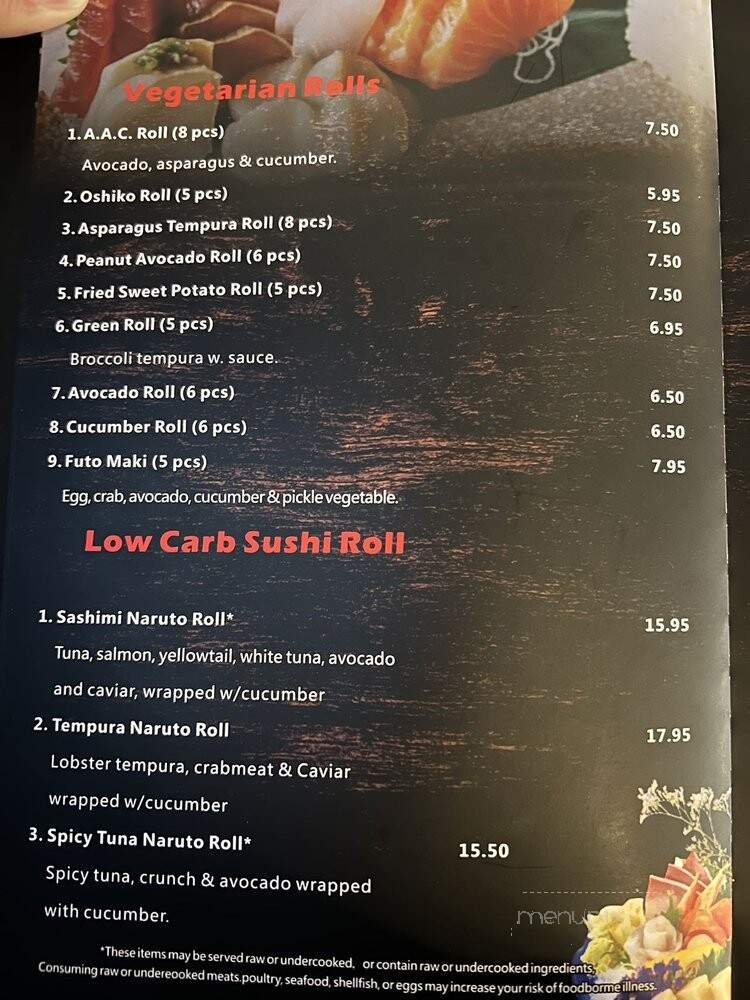 Vegetarian Rolls
1. A.A.C. Roll (8 pcs) 7.50
Avocado, asparagus & cucumber.
2. Oshiko Roll (5 pcs) 5.95
3. Asparagus Tempura Roll (8 pcs) 7.50
4. Peanut Avocado Roll (6 pcs) 7.50
5. Fried Sweet Potato Roll (5 pcs) 7.50
6. Green Roll (5 pcs) 6.95
Broccoli tempura w. sauce.
7. Avocado Roll (6 pcs) 6.50
8. Cucumber Roll (6 pcs) 6.50
9. Futo Maki (5 pcs) 7.95
Egg, crab, avocado, cucumber & pickle vegetable.
Low Carb Sushi Roll
1. Sashimi Naruto Roll* 15.95
Tuna, salmon, yellowtail, white tuna, avocado
and caviar, wrapped w/cucumber
2. Tempura Naruto Roll 17.95
Lobster tempura, crabmeat & Caviar
wrapped w/cucumber
3. Spicy Tuna Naruto Roll* 15.50
Spicy tuna, crunch & avocado wrapped
with cucumber.
*These items may be served raw or undercooked, or contain raw or undercooked ingredients,
Consuming raw or undereooked meats.poultry, seafood, shellfish, or eggs may increase your risk of foodborme illness.